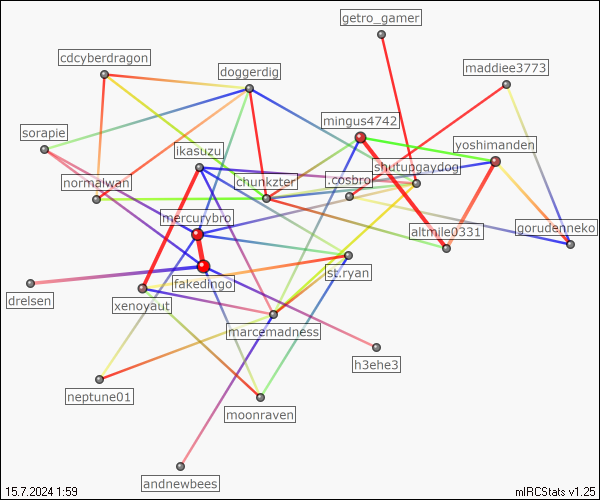 getro_gamer
cdcyberdragon
doggerdig
maddiee3773
mingus4742
sorapie
ikasuzu
yoshimanden
shutupgaydog
normalwan
chunkzter
.cosbro
mercurybro
altmile0331
gorudenneko
st.ryan
fakedingo
drelsen
xenoyaut
marcemadness
h3ehe3
neptune01
moonraven
andnewbees
15.7.2024 1:59
mIRCStats v1.25